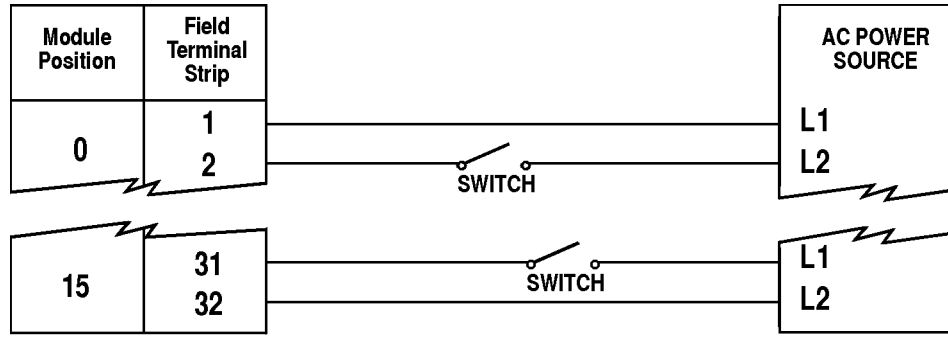 Module
Position
Field
Terminal
Strip
AC POWER
SOURCE
0
1
L1
2
SWITCH
L2
15
31
SWITCH
L1
32
L2